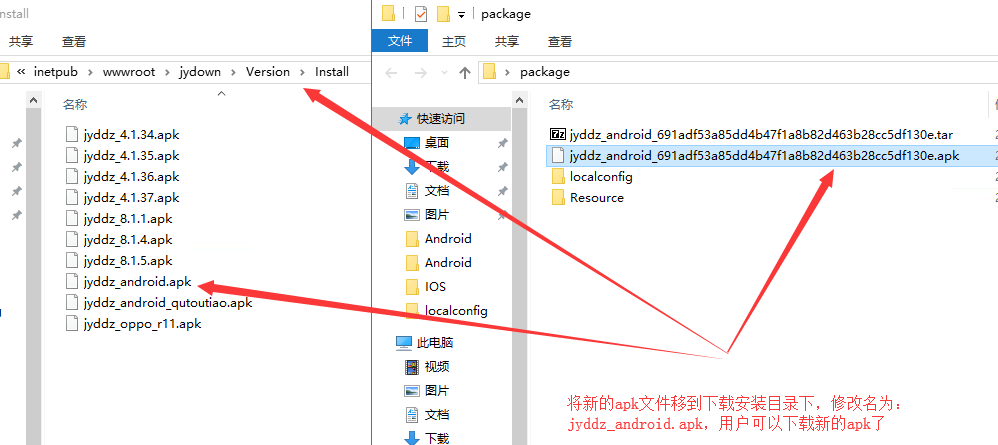 Install
共享 查看
« inetpub > wwwroot > jydown > Version > Install
名称
jyddz_4.1.34.apk
jyddz_4.1.35.apk
jyddz_4.1.36.apk
jyddz_4.1.37.apk
jyddz_8.1.1.apk
jyddz_8.1.4.apk
jyddz_8.1.5.apk
jyddz_android.apk
jyddz_android_qutoutiao.apk
jyddz_oppo_r11.apk
package
文件 主页 共享 查看
> package
快速访问
桌面
下载
文档
图片
Android
Android
IOS
localconfig
此电脑
视频
图片
文档
下载
名称
jyddz_android_691adf53a85dd4b47f1a8b82d463b28cc5df130e.tar
jyddz_android_691adf53a85dd4b47f1a8b82d463b28cc5df130e.apk
localconfig
Resource
将新的apk文件移到下载安装目录下，修改名为：
jyddz_android.apk，用户可以下载新的apk了